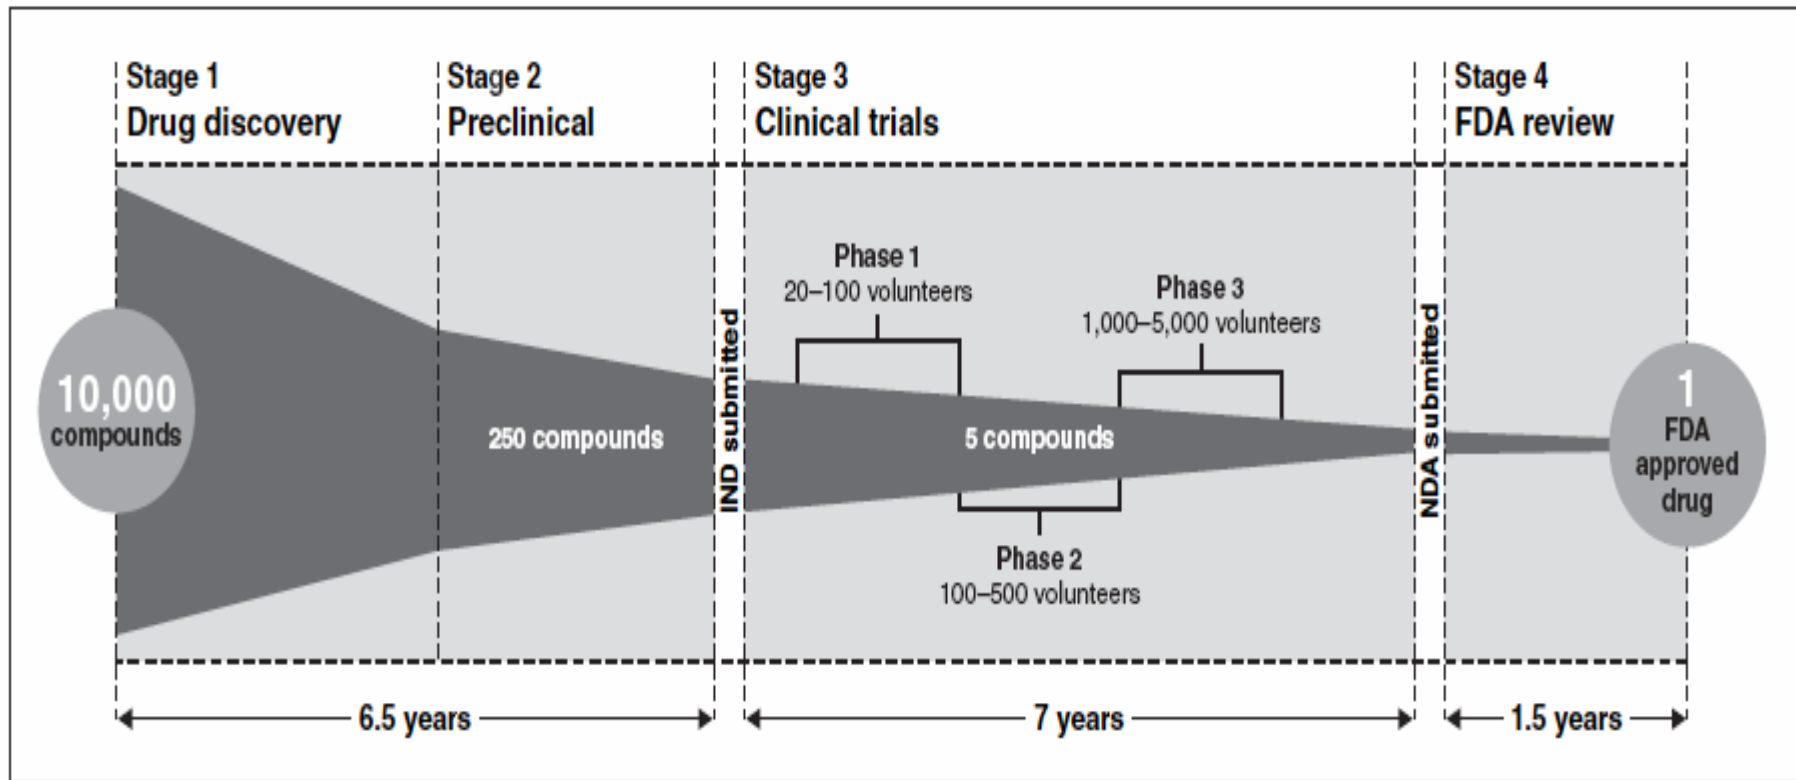 Stage 1
Drug discovery
Stage 2
Preclinical
Stage 3
Clinical trials
Stage 4
FDA review
10,000
compounds
250 compounds
IND submitted
Phase 1
20–100 volunteers
5 compounds
Phase 2
100–500 volunteers
Phase 3
1,000–5,000 volunteers
NDA submitted
1
FDA
approved
drug
6.5 years
7 years
1.5 years